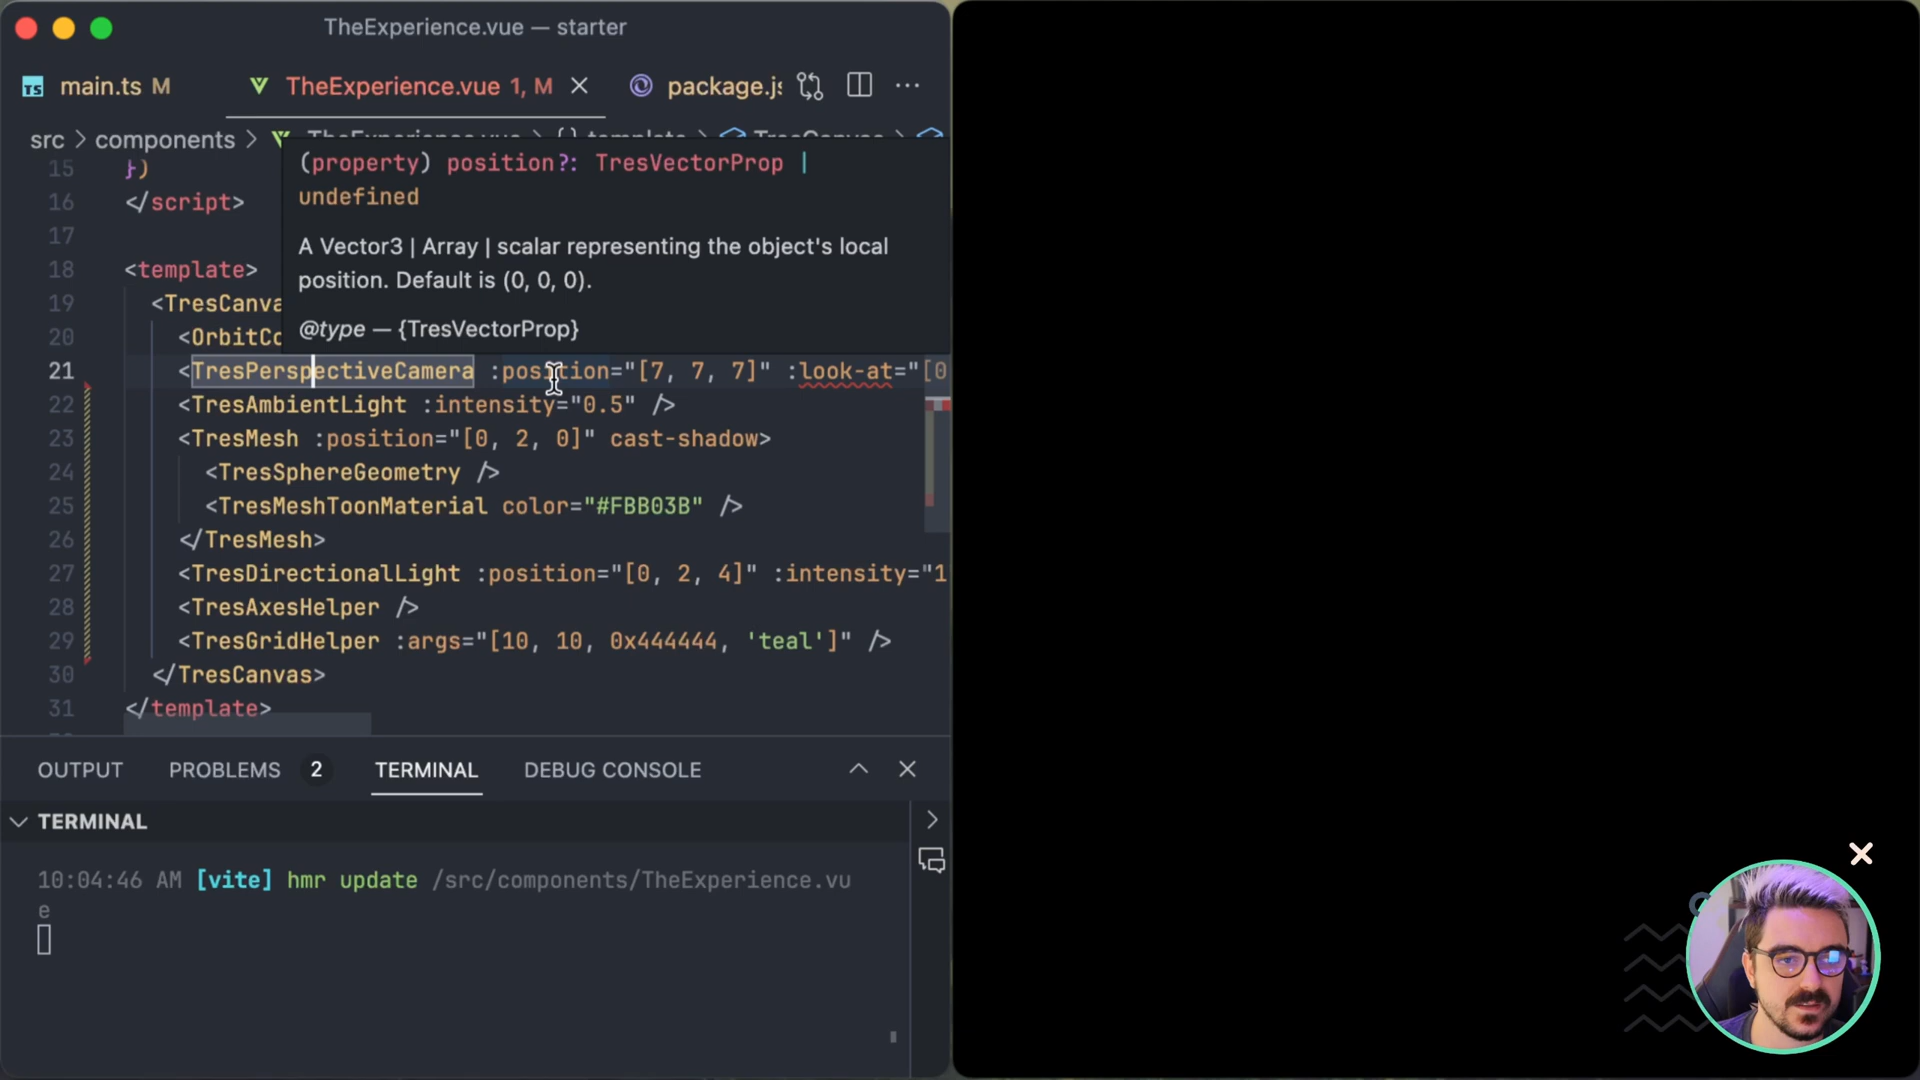 TheExperience.vue — starter
TS main.ts M
TheExperience.vue 1, M
package.js
src > components >
(property) position?: TresVectorProp |
undefined
A Vector3 | Array | scalar representing the object's local
position. Default is (0, 0, 0).
@type — {TresVectorProp}
15 })
16 </script>
17
18 <template>
19 <TresCanva
20 <OrbitCo
21 <TresPerspectiveCamera :position="[7, 7, 7]" :look-at="[0
22 <TresAmbientLight :intensity="0.5" />
23 <TresMesh :position="[0, 2, 0]" cast-shadow>
24 <TresSphereGeometry />
25 <TresMeshToonMaterial color="#FBB03B" />
26 </TresMesh>
27 <TresDirectionalLight :position="[0, 2, 4]" :intensity="1
28 <TresAxesHelper />
29 <TresGridHelper :args="[10, 10, 0x444444, 'teal']" />
30 </TresCanvas>
31 </template>
OUTPUT PROBLEMS 2 TERMINAL DEBUG CONSOLE
TERMINAL
10:04:46 AM [vite] hmr update /src/components/TheExperience.vu
e